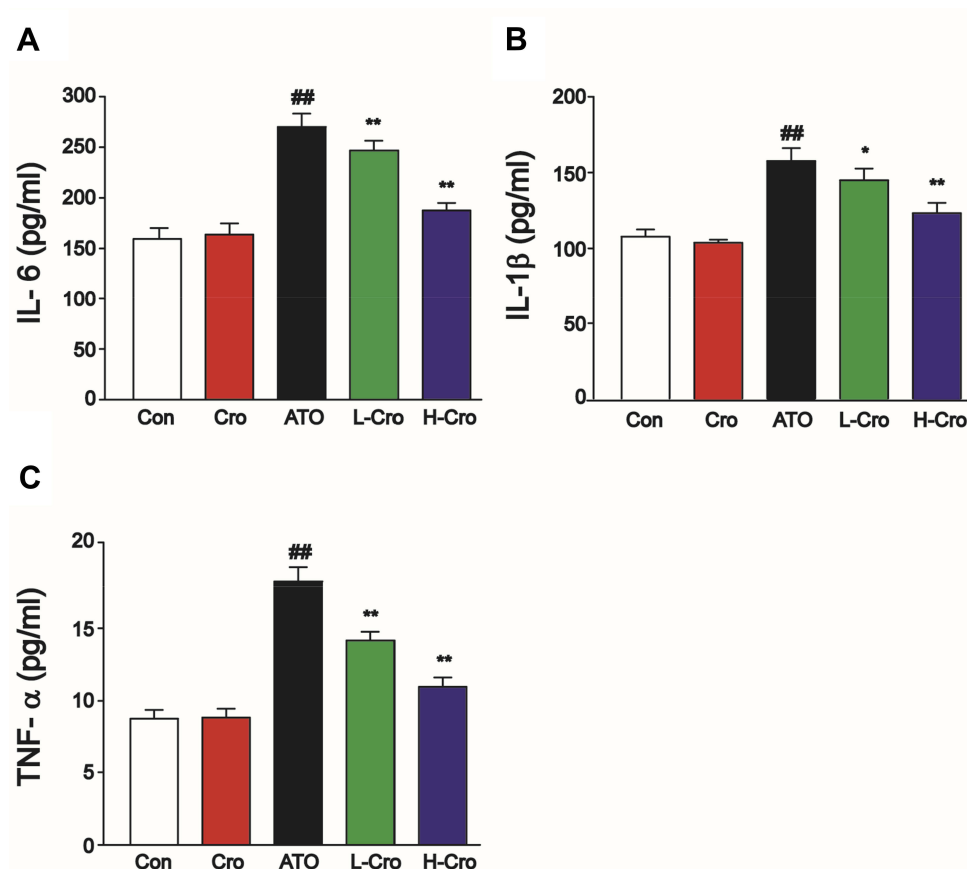 A
IL- 6 (pg/ml)
300
250
200
150
100
50
0
##
**
**
Con Cro ATO L-Cro H-Cro
B
IL-1β (pg/ml)
200
150
100
50
0
##
*
**
Con Cro ATO L-Cro H-Cro
C
TNF- α (pg/ml)
20
15
10
5
0
##
**
**
Con Cro ATO L-Cro H-Cro